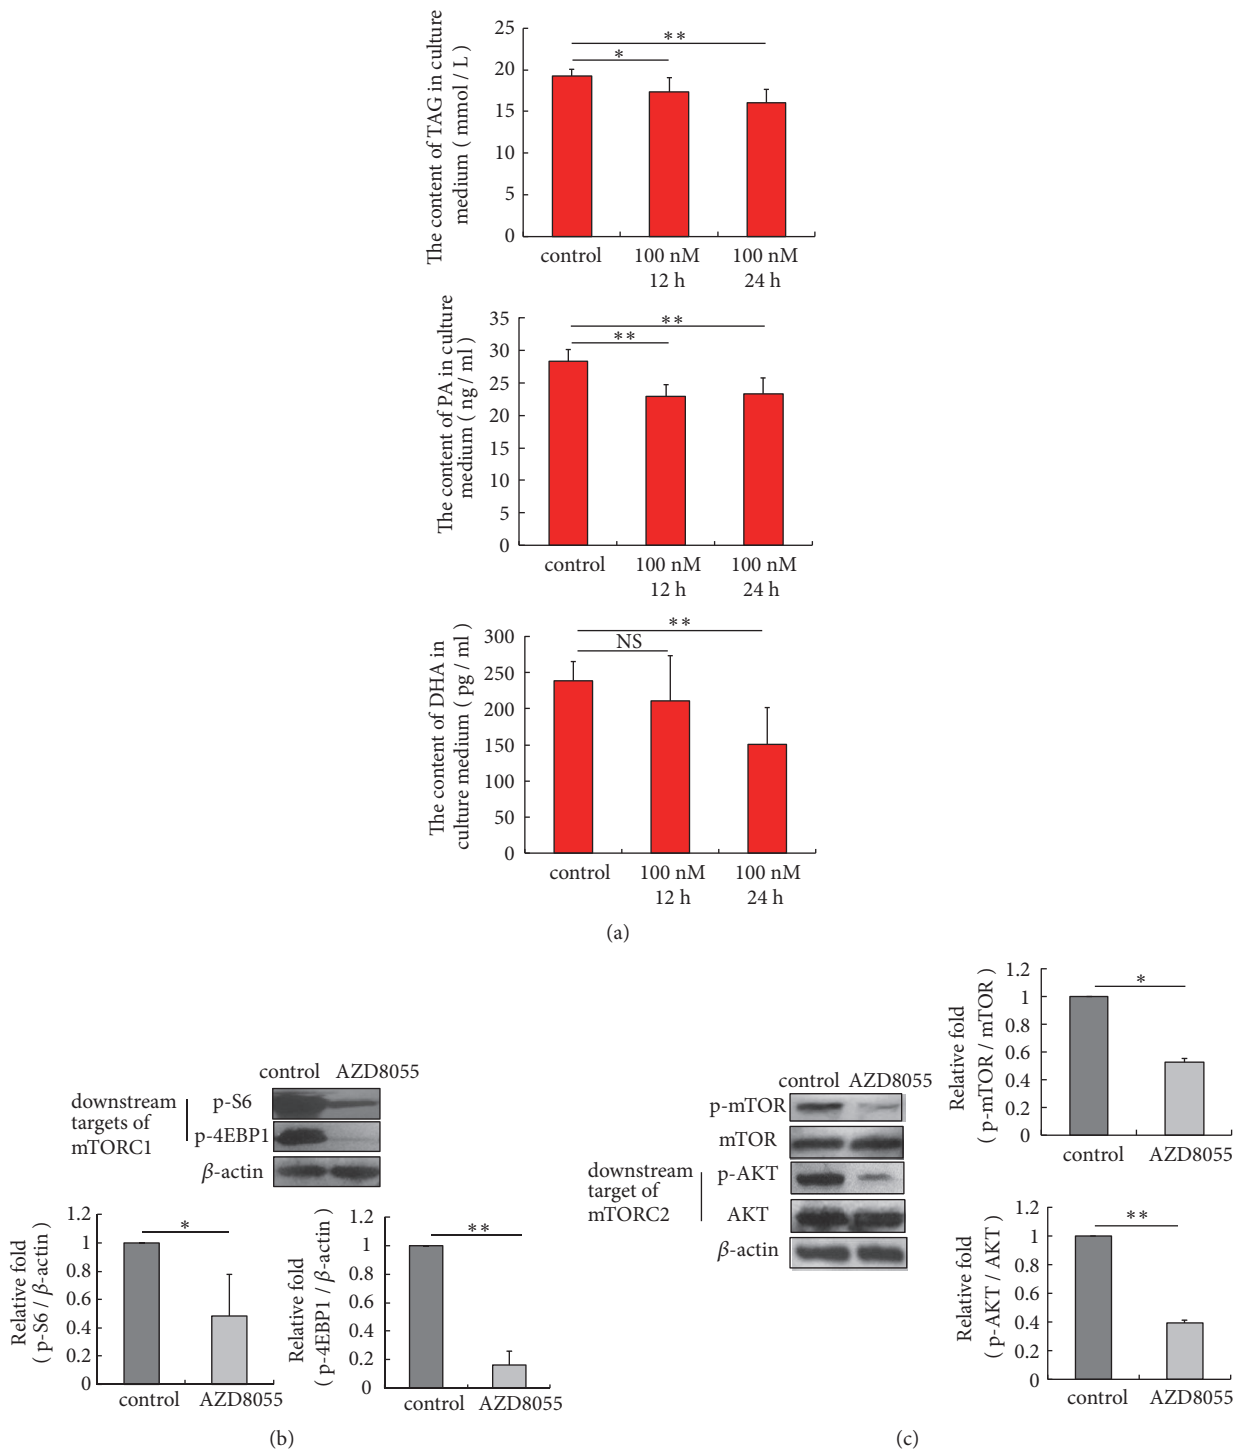 The content of TAG in culture
medium ( mmol / L )
25
20
15
10
5
0
**
*
control
100 nM
12 h
100 nM
24 h
The content of PA in culture
medium ( ng / ml )
35
30
25
20
15
10
5
0
**
**
control
100 nM
12 h
100 nM
24 h
The content of DHA in
culture medium ( pg / ml )
300
250
200
150
100
50
0
**
NS
control
100 nM
12 h
100 nM
24 h
(a)
control AZD8055
downstream
targets of
mTORC1
p-S6
p-4EBP1
β-actin
Relative fold
( p-S6 / β-actin )
1.2
1
0.8
0.6
0.4
0.2
0
*
control AZD8055
Relative fold
( p-4EBP1 / β-actin )
1.2
1
0.8
0.6
0.4
0.2
0
**
control AZD8055
(b)
control AZD8055
p-mTOR
mTOR
downstream
target of
mTORC2
p-AKT
AKT
β-actin
Relative fold
( p-mTOR / mTOR )
1.2
1
0.8
0.6
0.4
0.2
0
*
control AZD8055
Relative fold
( p-AKT / AKT )
1.2
1
0.8
0.6
0.4
0.2
0
**
control AZD8055
(c)